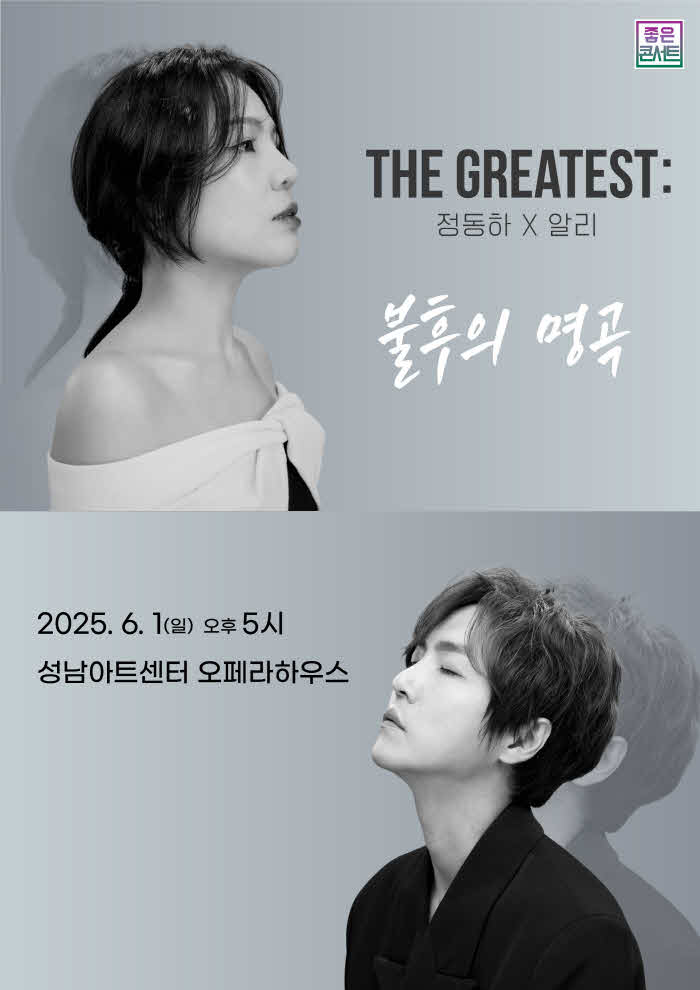 좋은
콘서트
THE GREATEST:
정동하 X 알리
불후의 명곡
2025. 6. 1(일) 오후 5시
성남아트센터 오페라하우스